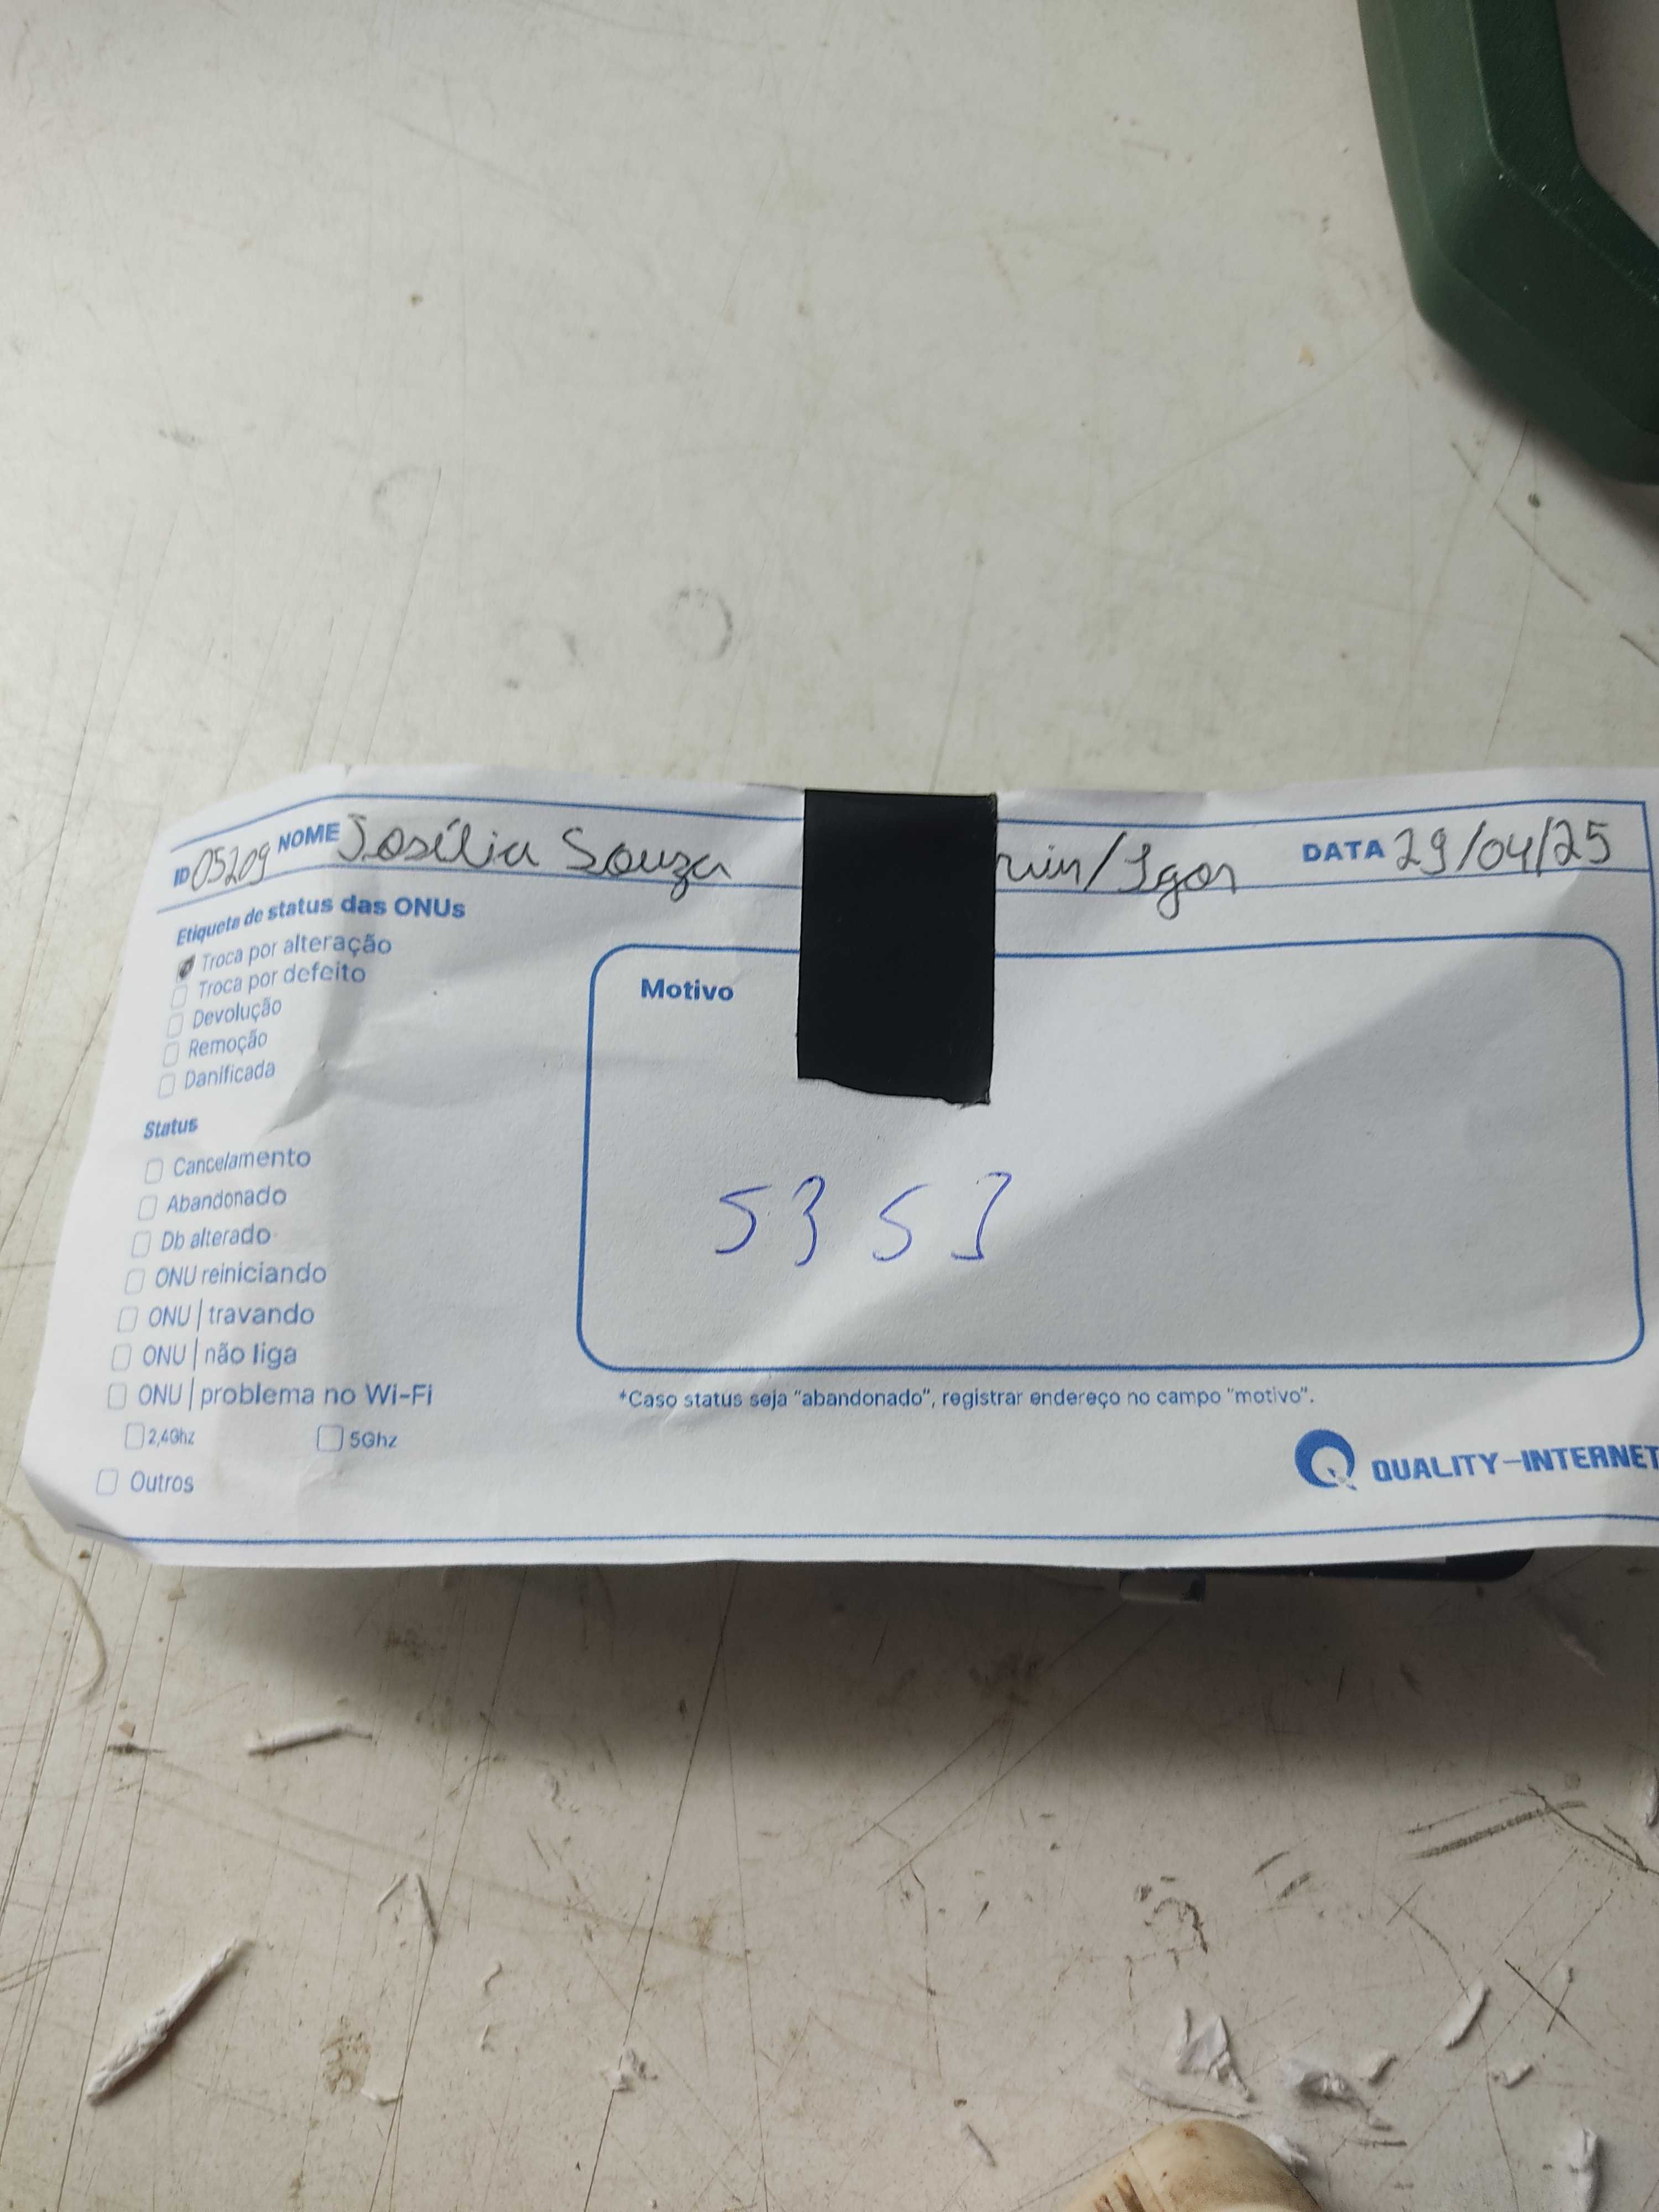 ID 05209 NOME Josília Souza /Igor DATA 29/04/25
Etiqueta de status das ONUs
Troca por alteração
Troca por defeito
Devolução
Remoção
Danificada
Status
Cancelamento
Abandonado
Db alterado
ONU reiniciando
ONU | travando
ONU | não liga
ONU | problema no Wi-Fi
2,4Ghz 5Ghz
Outros
Motivo
5353
*Caso status seja "abandonado", registrar endereço no campo "motivo".
QUALITY-INTERNET